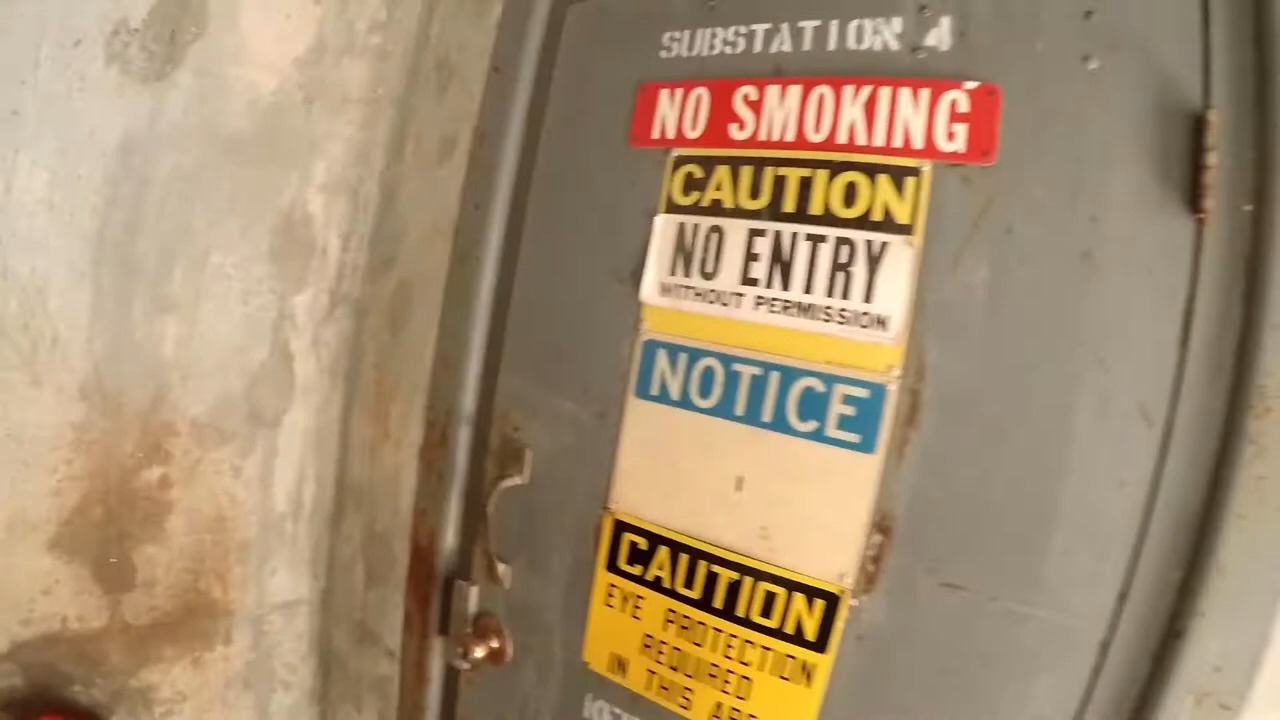 SUBSTATION 4
NO SMOKING
CAUTION
NO ENTRY
WITHOUT PERMISSION
NOTICE
CAUTION
EYE PROTECTION
REQUIRED
IN THIS